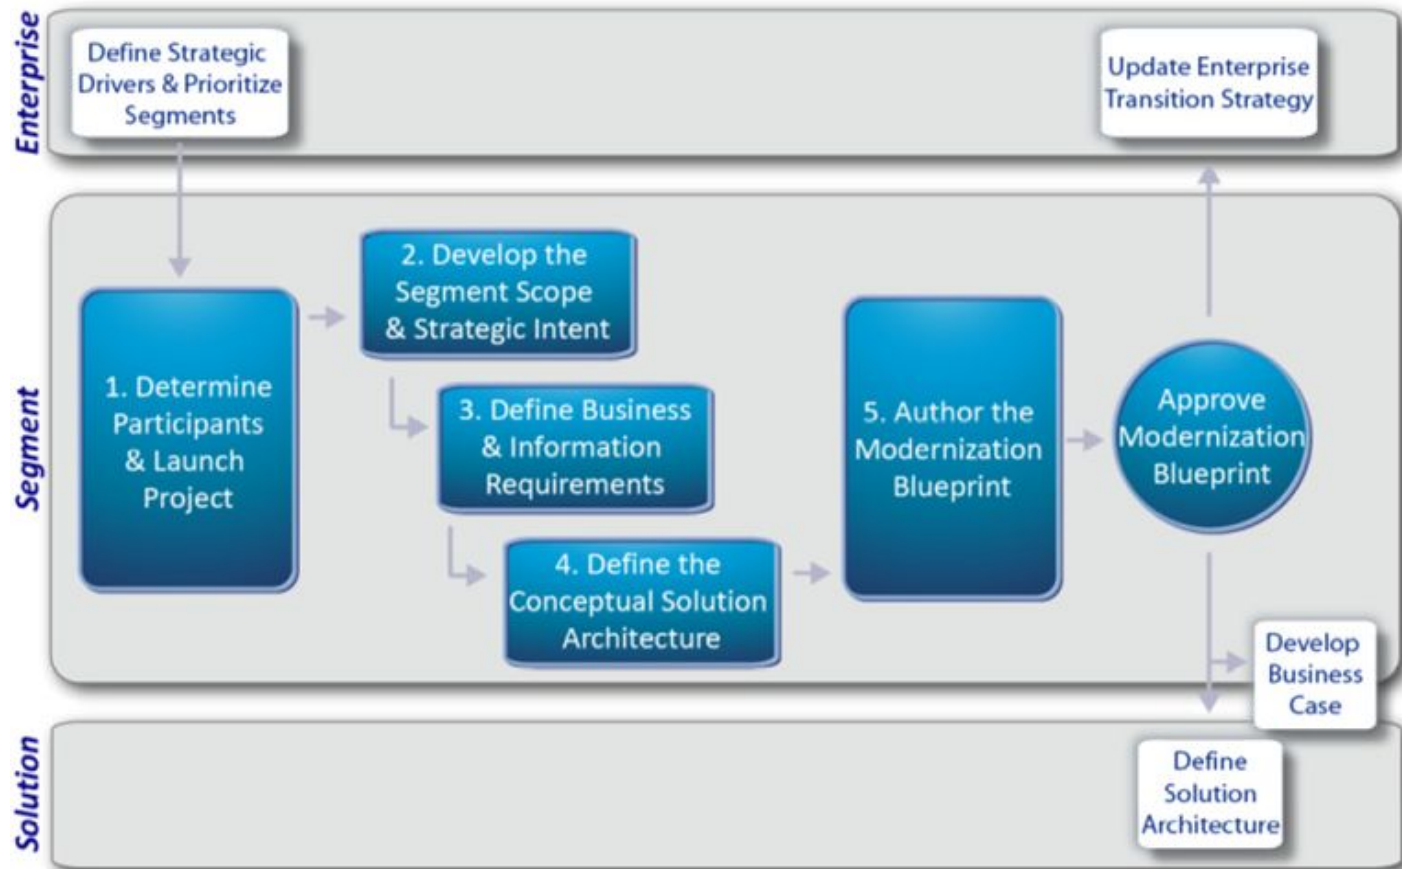 Enterprise
Define Strategic
Drivers & Prioritize
Segments
Update Enterprise
Transition Strategy
Segment
1. Determine
Participants
& Launch
Project
2. Develop the
Segment Scope
& Strategic Intent
3. Define Business
& Information
Requirements
4. Define the
Conceptual Solution
Architecture
5. Author the
Modernization
Blueprint
Approve
Modernization
Blueprint
Develop
Business
Case
Solution
Define
Solution
Architecture